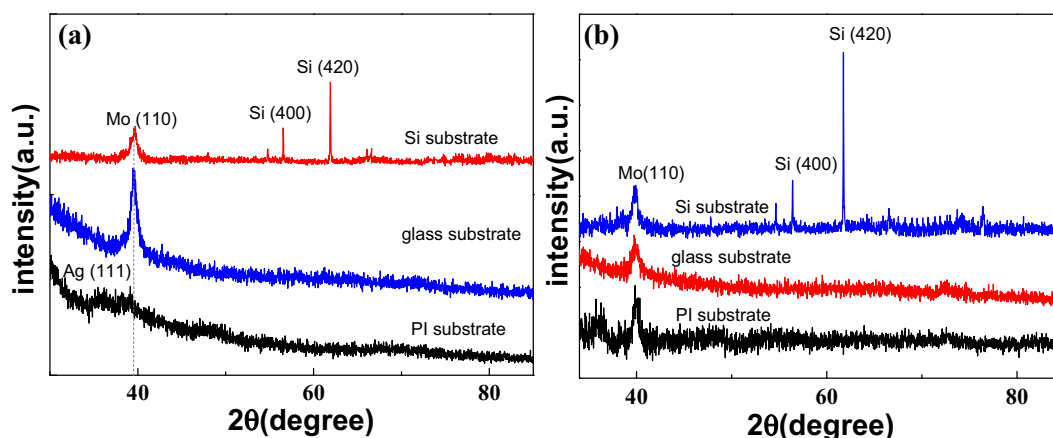 (a)
Si (420)
Mo (110)
Si (400)
Si substrate
glass substrate
Ag (111)
PI substrate
intensity(a.u.)
40
60
80
2θ(degree)
(b)
Si (420)
Mo(110)
Si (400)
Si substrate
glass substrate
PI substrate
intensity(a.u.)
40
60
80
2θ(degree)